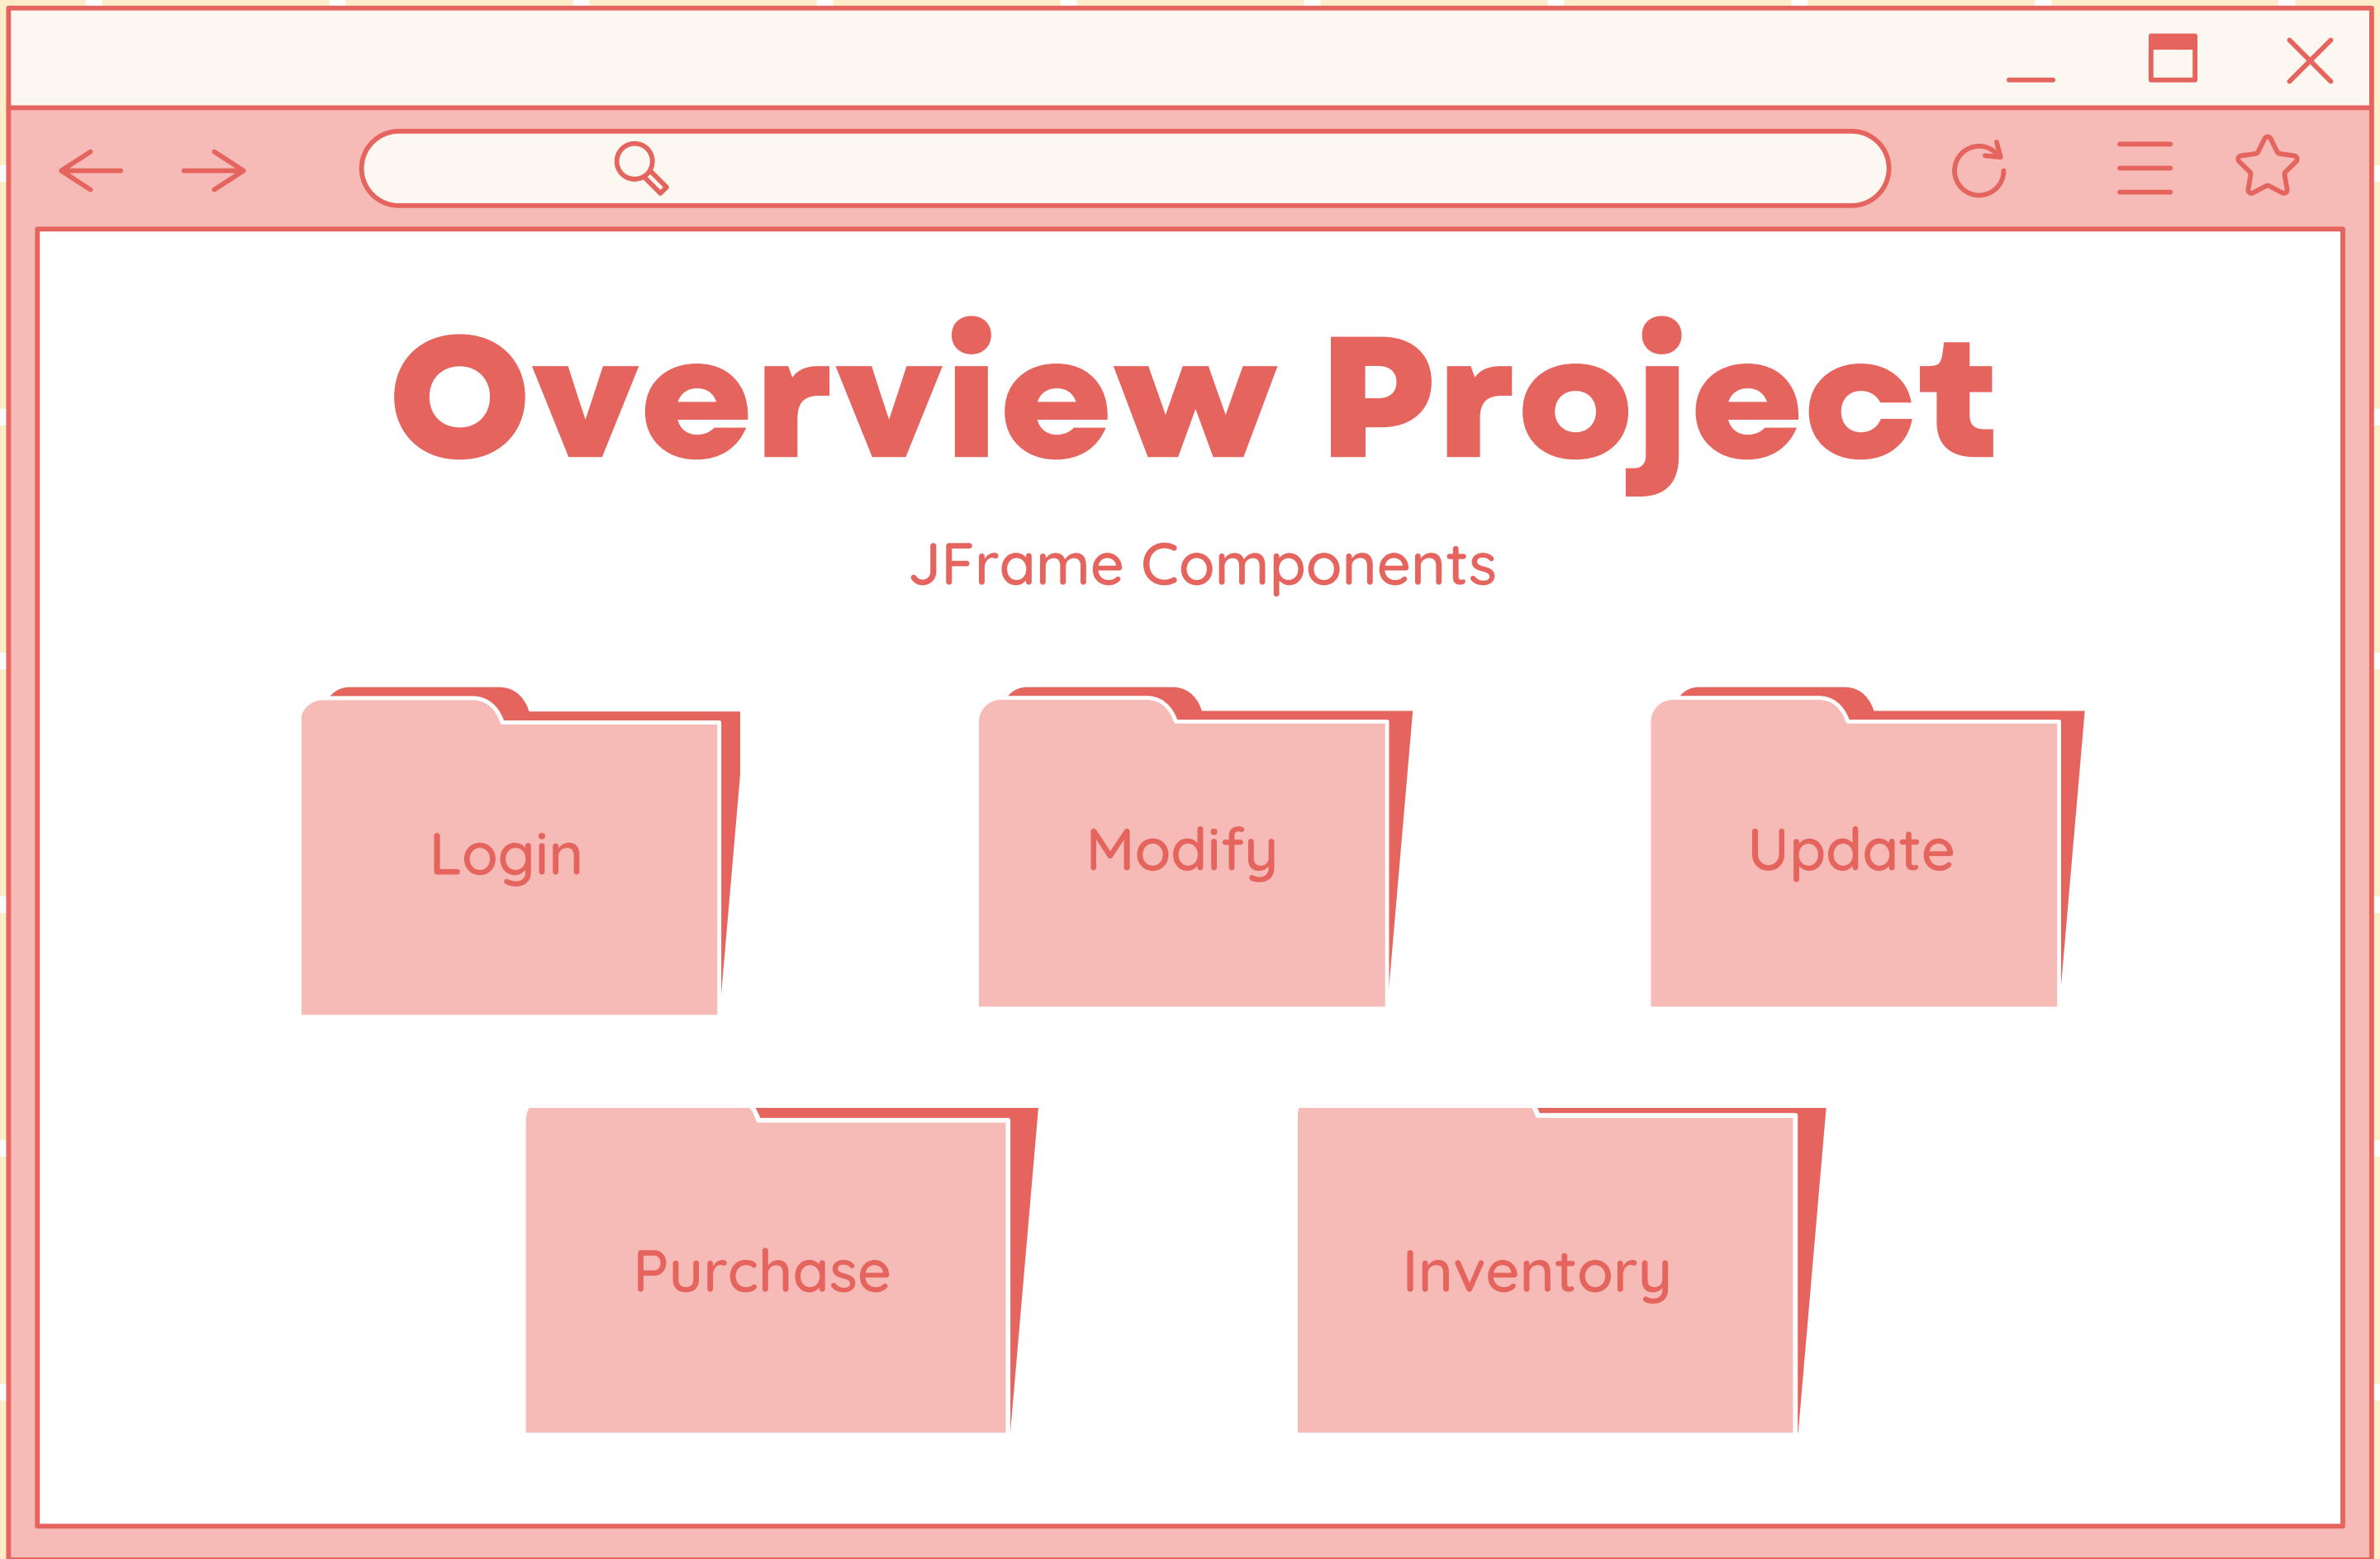 Overview Project
JFrame Components
Login
Modify
Update
Purchase
Inventory